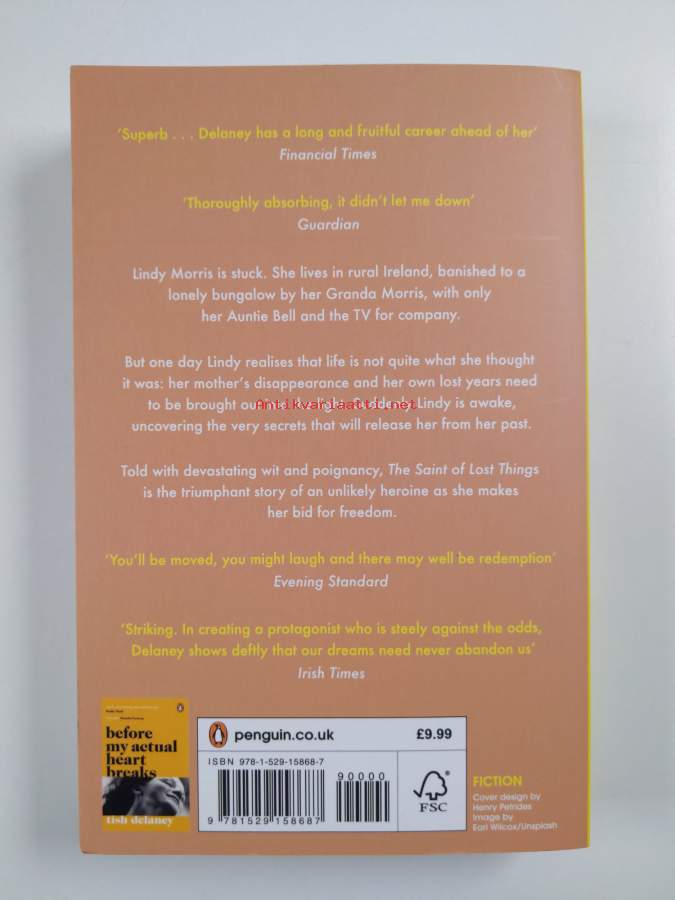 'Superb . . . Delaney has a long and fruitful career ahead of her'
Financial Times
'Thoroughly absorbing, it didn't let me down'
Guardian
Lindy Morris is stuck. She lives in rural Ireland, banished to a
lonely bungalow by her Granda Morris, with only
her Auntie Bell and the TV for company.
But one day Lindy realises that life is not quite what she thought
it was: her mother's disappearance and her own lost years need
to be brought Suddenly Lindy is awake,
Antikvariaatti.net
uncovering the very secrets that will release her from her past.
Told with devastating wit and poignancy, The Saint of Lost Things
is the triumphant story of an unlikely heroine as she makes
her bid for freedom.
'You'll be moved, you might laugh and there may well be redemption'
Evening Standard
'Striking. In creating a protagonist who is steely against the odds,
Delaney shows deftly that our dreams need never abandon us'
Irish Times
before
my actual
heart
breaks
tish delaney
penguin.co.uk £9.99
ISBN 978-1-529-15868-7
90000
9 781529 158687
FSC
FICTION
Cover design by
Henry Petrides
Image by
Earl Wilcox/Unsplash